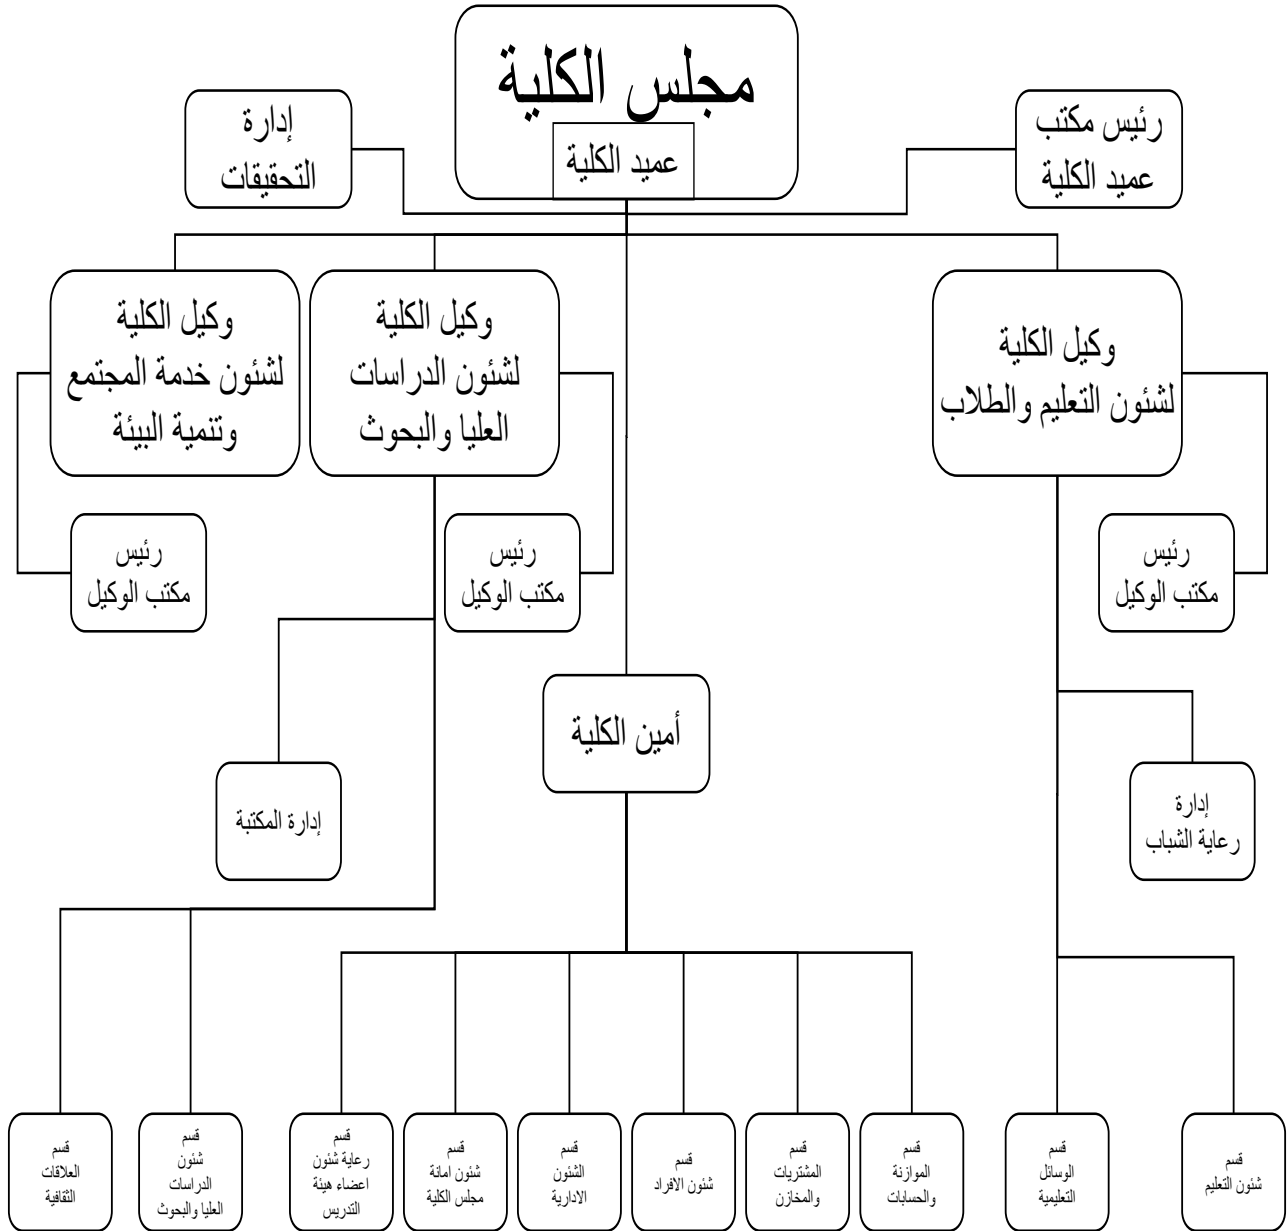 مجلس الكلية
عميد الكلية
رئيس مكتب
عميد الكلية
إدارة
التحقيقات
وكيل الكلية
لشئون التعليم والطلاب
وكيل الكلية
لشئون الدراسات
العليا والبحوث
وكيل الكلية
لشئون خدمة المجتمع
وتنمية البيئة
رئيس
مكتب الوكيل
رئيس
مكتب الوكيل
رئيس
مكتب الوكيل
أمين الكلية
إدارة
رعاية الشباب
إدارة المكتبة
قسم
شئون التعليم
قسم
الوسائل
التعليمية
قسم
الموازنة
والحسابات
قسم
المشتريات
والمخازن
قسم
شئون الافراد
قسم
الشئون
الادارية
قسم
شئون امانة
مجلس الكلية
قسم
رعاية شئون
اعضاء هيئة
التدريس
قسم
شئون
الدراسات
العليا والبحوث
قسم
العلاقات
الثقافية